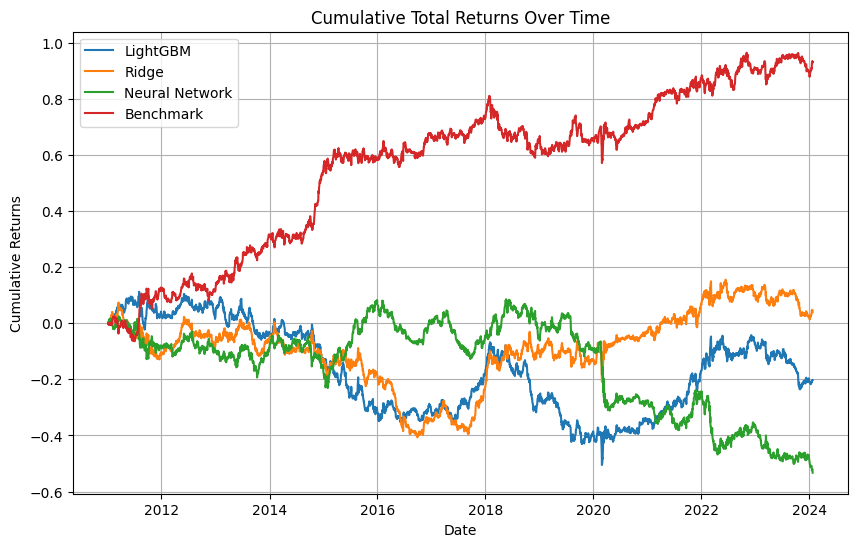 Cumulative Total Returns Over Time
LightGBM
Ridge
Neural Network
Benchmark
Cumulative Returns
1.0
0.8
0.6
0.4
0.2
0.0
−0.2
−0.4
−0.6
2012 2014 2016 2018 2020 2022 2024
Date